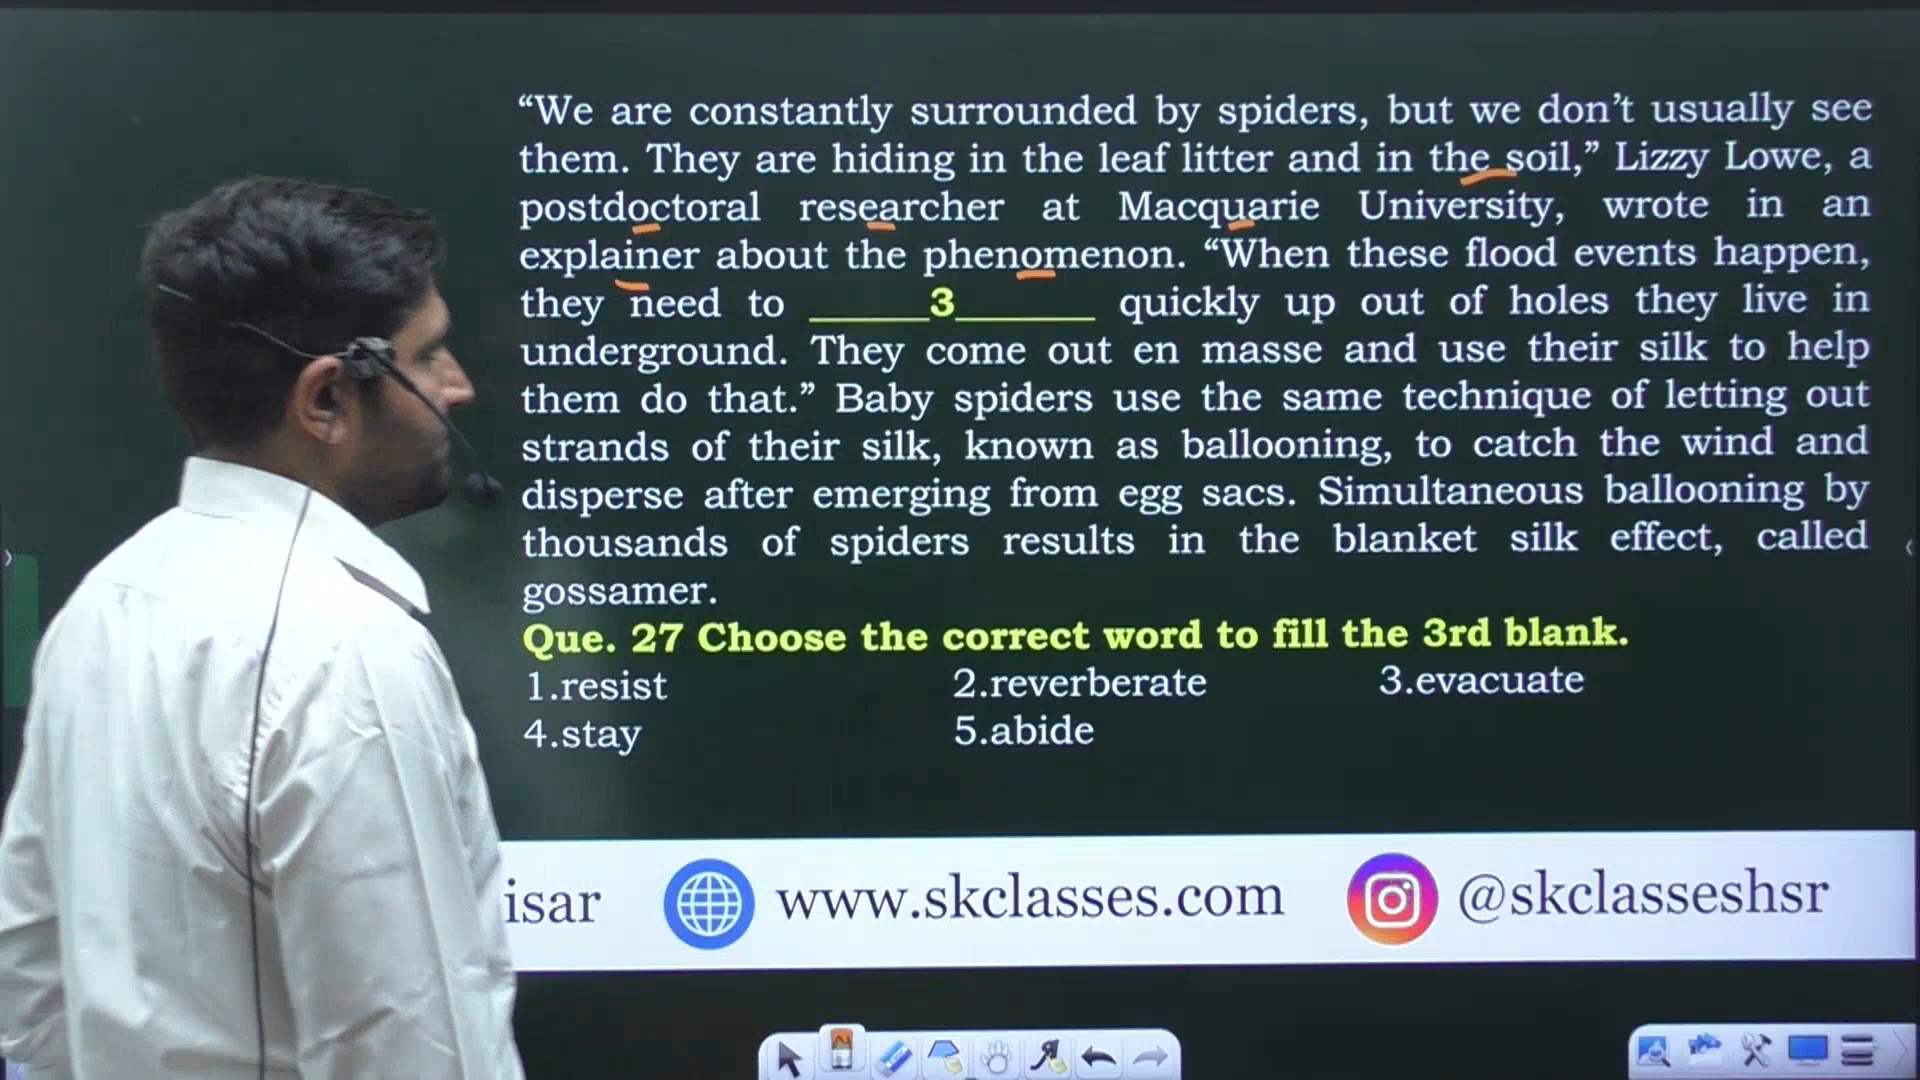 “We are constantly surrounded by spiders, but we don’t usually see
them. They are hiding in the leaf litter and in the soil,” Lizzy Lowe, a
postdoctoral researcher at Macquarie University, wrote in an
explainer about the phenomenon. “When these flood events happen,
they need to ______3_______ quickly up out of holes they live in
underground. They come out en masse and use their silk to help
them do that.” Baby spiders use the same technique of letting out
strands of their silk, known as ballooning, to catch the wind and
disperse after emerging from egg sacs. Simultaneous ballooning by
thousands of spiders results in the blanket silk effect, called
gossamer.
Que. 27 Choose the correct word to fill the 3rd blank.
1.resist 2.reverberate 3.evacuate
4.stay 5.abide
isar www.skclasses.com @skclasseshsr